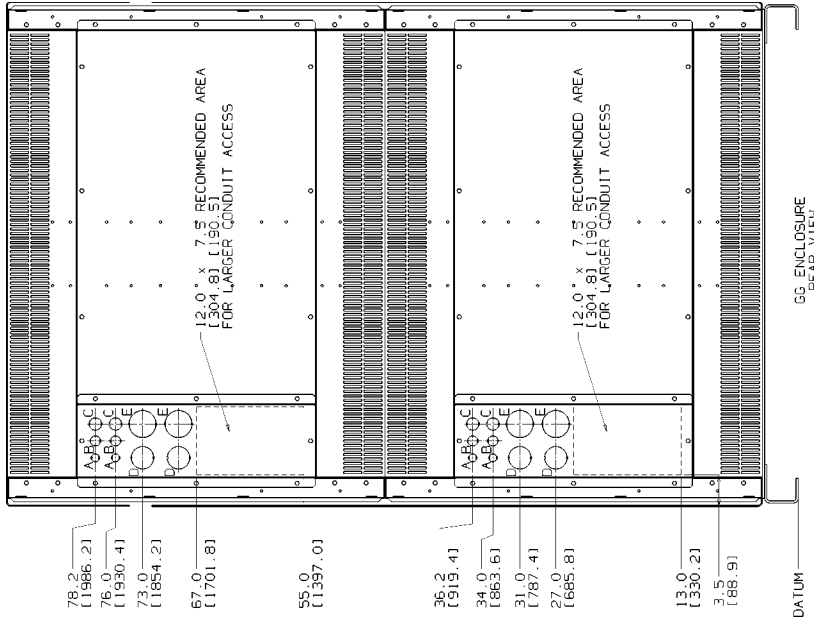 12.0 x 7.5 RECOMMENDED AREA
[304.8] [190.5]
FOR LARGER CONDUIT ACCESS
12.0 x 7.5 RECOMMENDED AREA
[304.8] [190.5]
FOR LARGER CONDUIT ACCESS
A B C
A B C
D E
D E
A B C
A B C
D E
D E
78.2
[1986.2]
76.0
[1930.4]
73.0
[1854.2]
67.0
[1701.8]
55.0
[1397.0]
36.2
[919.4]
34.0
[863.6]
31.0
[787.4]
27.0
[685.8]
13.0
[330.2]
3.5
[88.9]
DATUM
GG ENCLOSURE
REAR VIEW